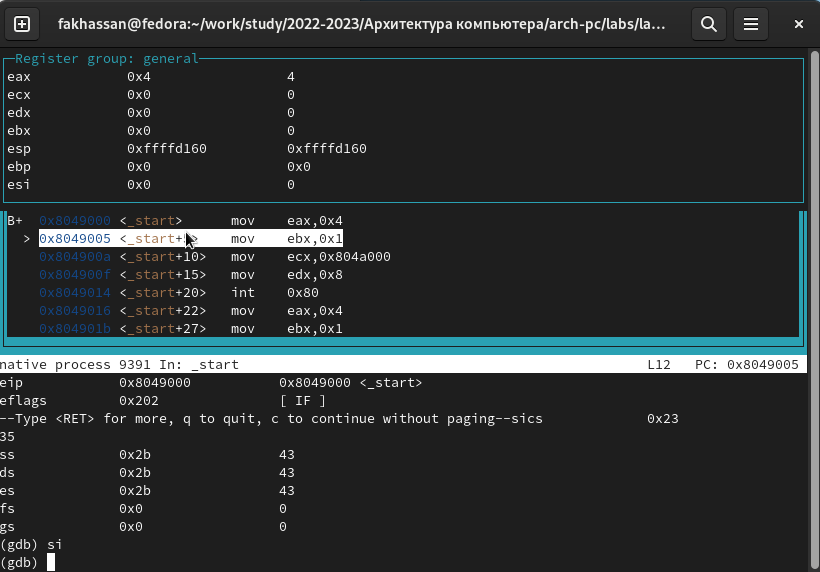 fakhassan@fedora:~/work/study/2022-2023/Архитектура компьютера/arch-pc/labs/la...
Register group: general
eax 0x4 4
ecx 0x0 0
edx 0x0 0
ebx 0x0 0
esp 0xffffd160 0xffffd160
ebp 0x0 0x0
esi 0x0 0
B+ 0x8049000 <_start> mov eax,0x4
> 0x8049005 <_start+ > mov ebx,0x1
0x804900a <_start+10> mov ecx,0x804a000
0x804900f <_start+15> mov edx,0x8
0x8049014 <_start+20> int 0x80
0x8049016 <_start+22> mov eax,0x4
0x804901b <_start+27> mov ebx,0x1
native process 9391 In: _start L12 PC: 0x8049005
eip 0x8049000 0x8049000 <_start>
eflags 0x202 [ IF ]
--Type <RET> for more, q to quit, c to continue without paging--sics 0x23
35
ss 0x2b 43
ds 0x2b 43
es 0x2b 43
fs 0x0 0
gs 0x0 0
(gdb) si
(gdb)